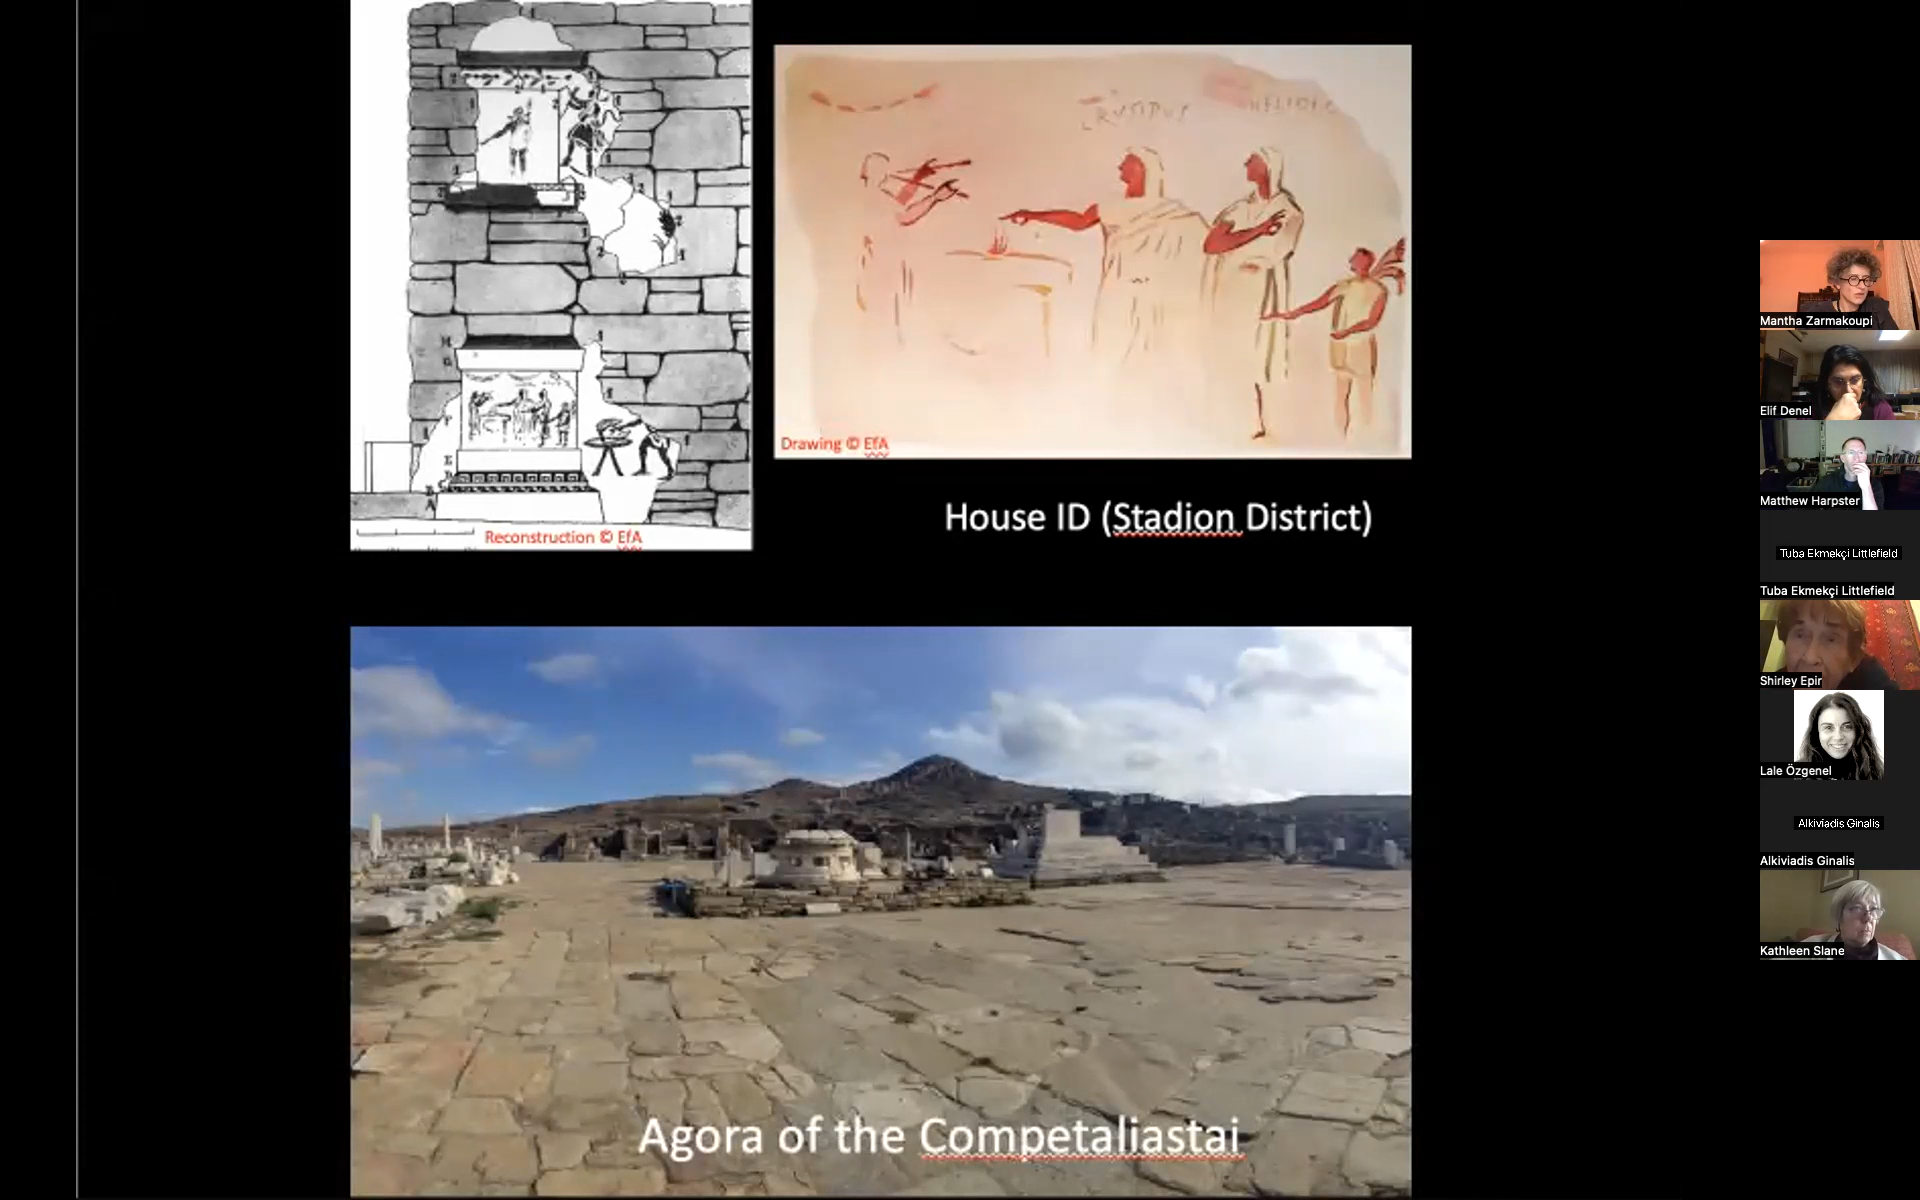 Drawing © EfA
House ID (Stadion District)
Reconstruction © EfA
Agora of the Competaliastai
Mantha Zarmakoupi
Elif Denel
Matthew Harpster
Tuba Ekmekçi Littlefield
Tuba Ekmekçi Littlefield
Shirley Epir
Lale Özgenel
Alkiviadis Ginalis
Alkiviadis Ginalis
Kathleen Slane